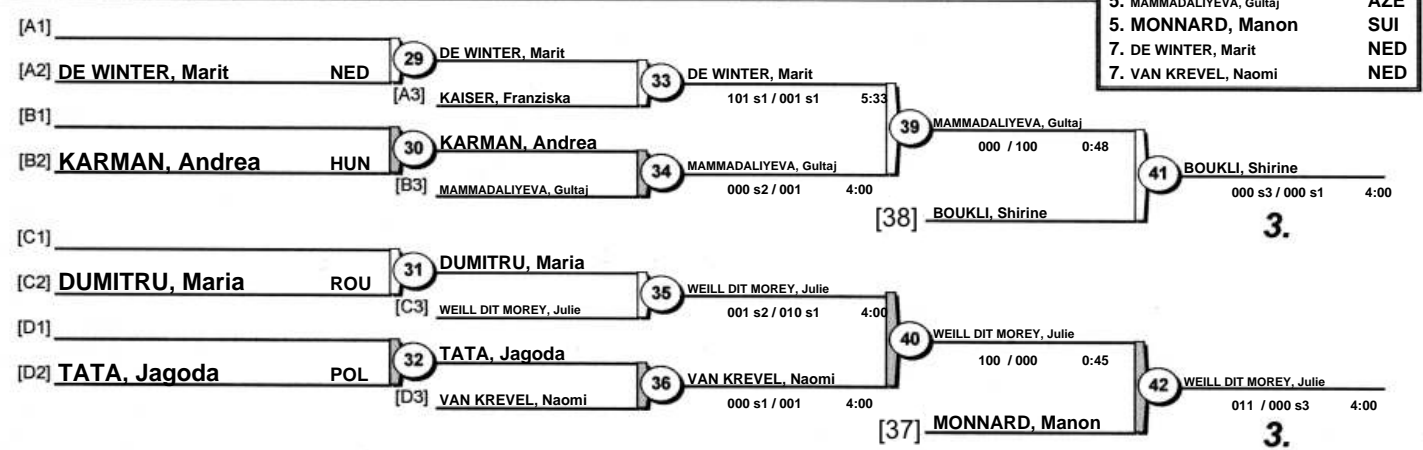 5. MAMMADALIYEVA, Gultaj AZE
5. MONNARD, Manon SUI
7. DE WINTER, Marit NED
7. VAN KREVEL, Naomi NED
[A1]
[A2] DE WINTER, Marit NED
29 DE WINTER, Marit
[A3] KAISER, Franziska
33 DE WINTER, Marit
101 s1 / 001 s1 5:33
[B1]
[B2] KARMAN, Andrea HUN
30 KARMAN, Andrea
[B3] MAMMADALIYEVA, Gultaj
34 MAMMADALIYEVA, Gultaj
000 s2 / 001 4:00
39 MAMMADALIYEVA, Gultaj
000 / 100 0:48
[38] BOUKLI, Shirine
41 BOUKLI, Shirine
000 s3 / 000 s1 4:00
3.
[C1]
[C2] DUMITRU, Maria ROU
31 DUMITRU, Maria
[C3] WEILL DIT MOREY, Julie
35 WEILL DIT MOREY, Julie
001 s2 / 010 s1 4:00
[D1]
[D2] TATA, Jagoda POL
32 TATA, Jagoda
[D3] VAN KREVEL, Naomi
36 VAN KREVEL, Naomi
000 s1 / 001 4:00
40 WEILL DIT MOREY, Julie
100 / 000 0:45
[37] MONNARD, Manon
42 WEILL DIT MOREY, Julie
011 / 000 s3 4:00
3.